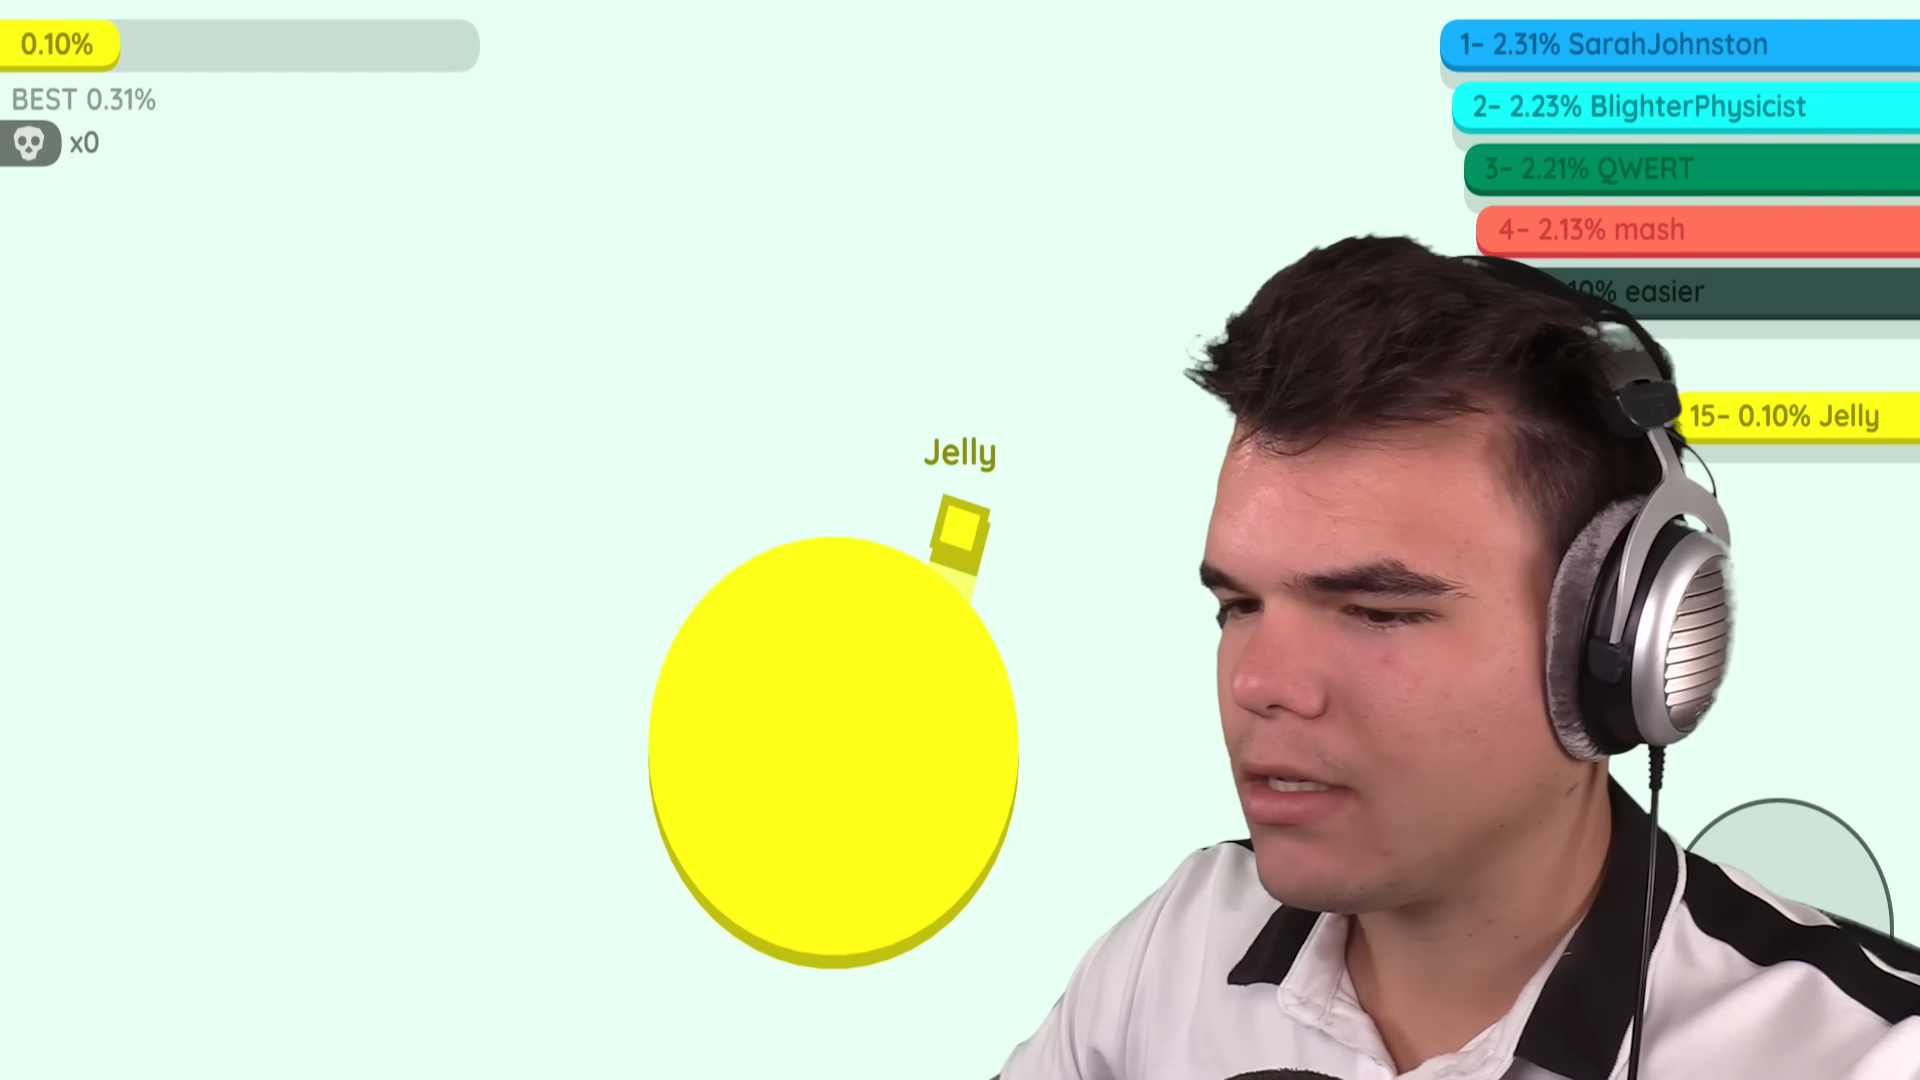 0.10%
BEST 0.31%
x0
1- 2.31% SarahJohnston
2- 2.23% BlighterPhysicist
3- 2.21% QWERT
4- 2.13% mash
10% easier
15- 0.10% Jelly
Jelly